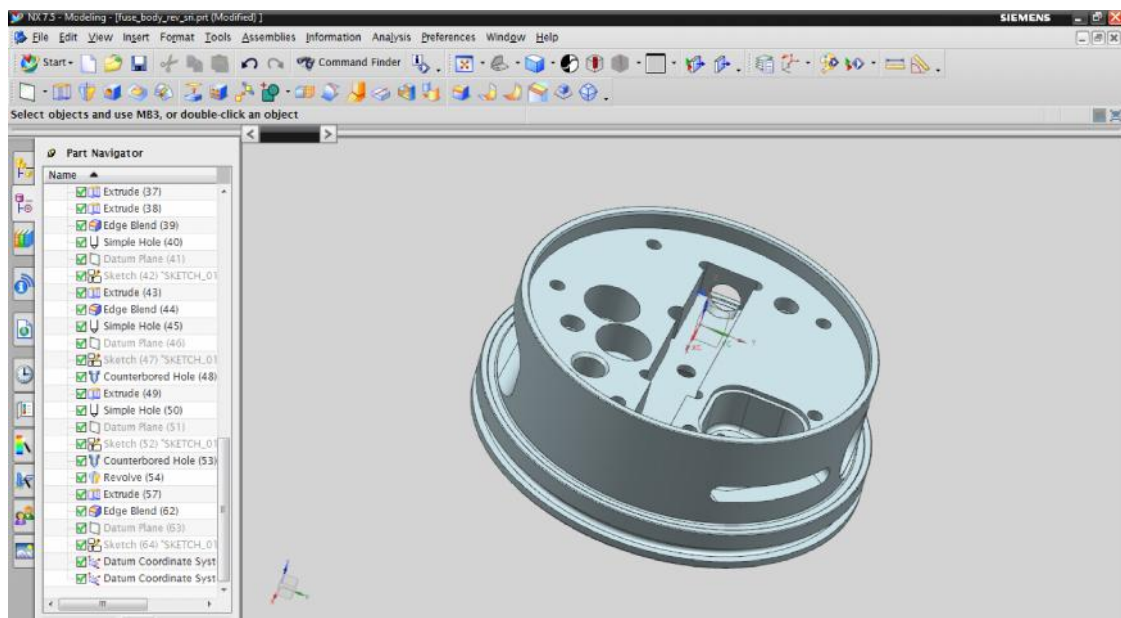 NX 7.5 - Modeling - [fuse_body_rev_sri.prt (Modified) ]
SIEMENS
File Edit View Insert Format Tools Assemblies Information Analysis Preferences Window Help
Start Command Finder
Select objects and use MB3, or double-click an object
Part Navigator
Name
Extrude (37)
Extrude (38)
Edge Blend (39)
Simple Hole (40)
Datum Plane (41)
Sketch (42) "SKETCH_01
Extrude (43)
Edge Blend (44)
Simple Hole (45)
Datum Plane (46)
Sketch (47) "SKETCH_01
Counterbored Hole (48)
Extrude (49)
Simple Hole (50)
Datum Plane (51)
Sketch (52) "SKETCH_01
Counterbored Hole (53)
Revolve (54)
Extrude (57)
Edge Blend (62)
Datum Plane (63)
Sketch (64) "SKETCH_01
Datum Coordinate Syst
Datum Coordinate Syst